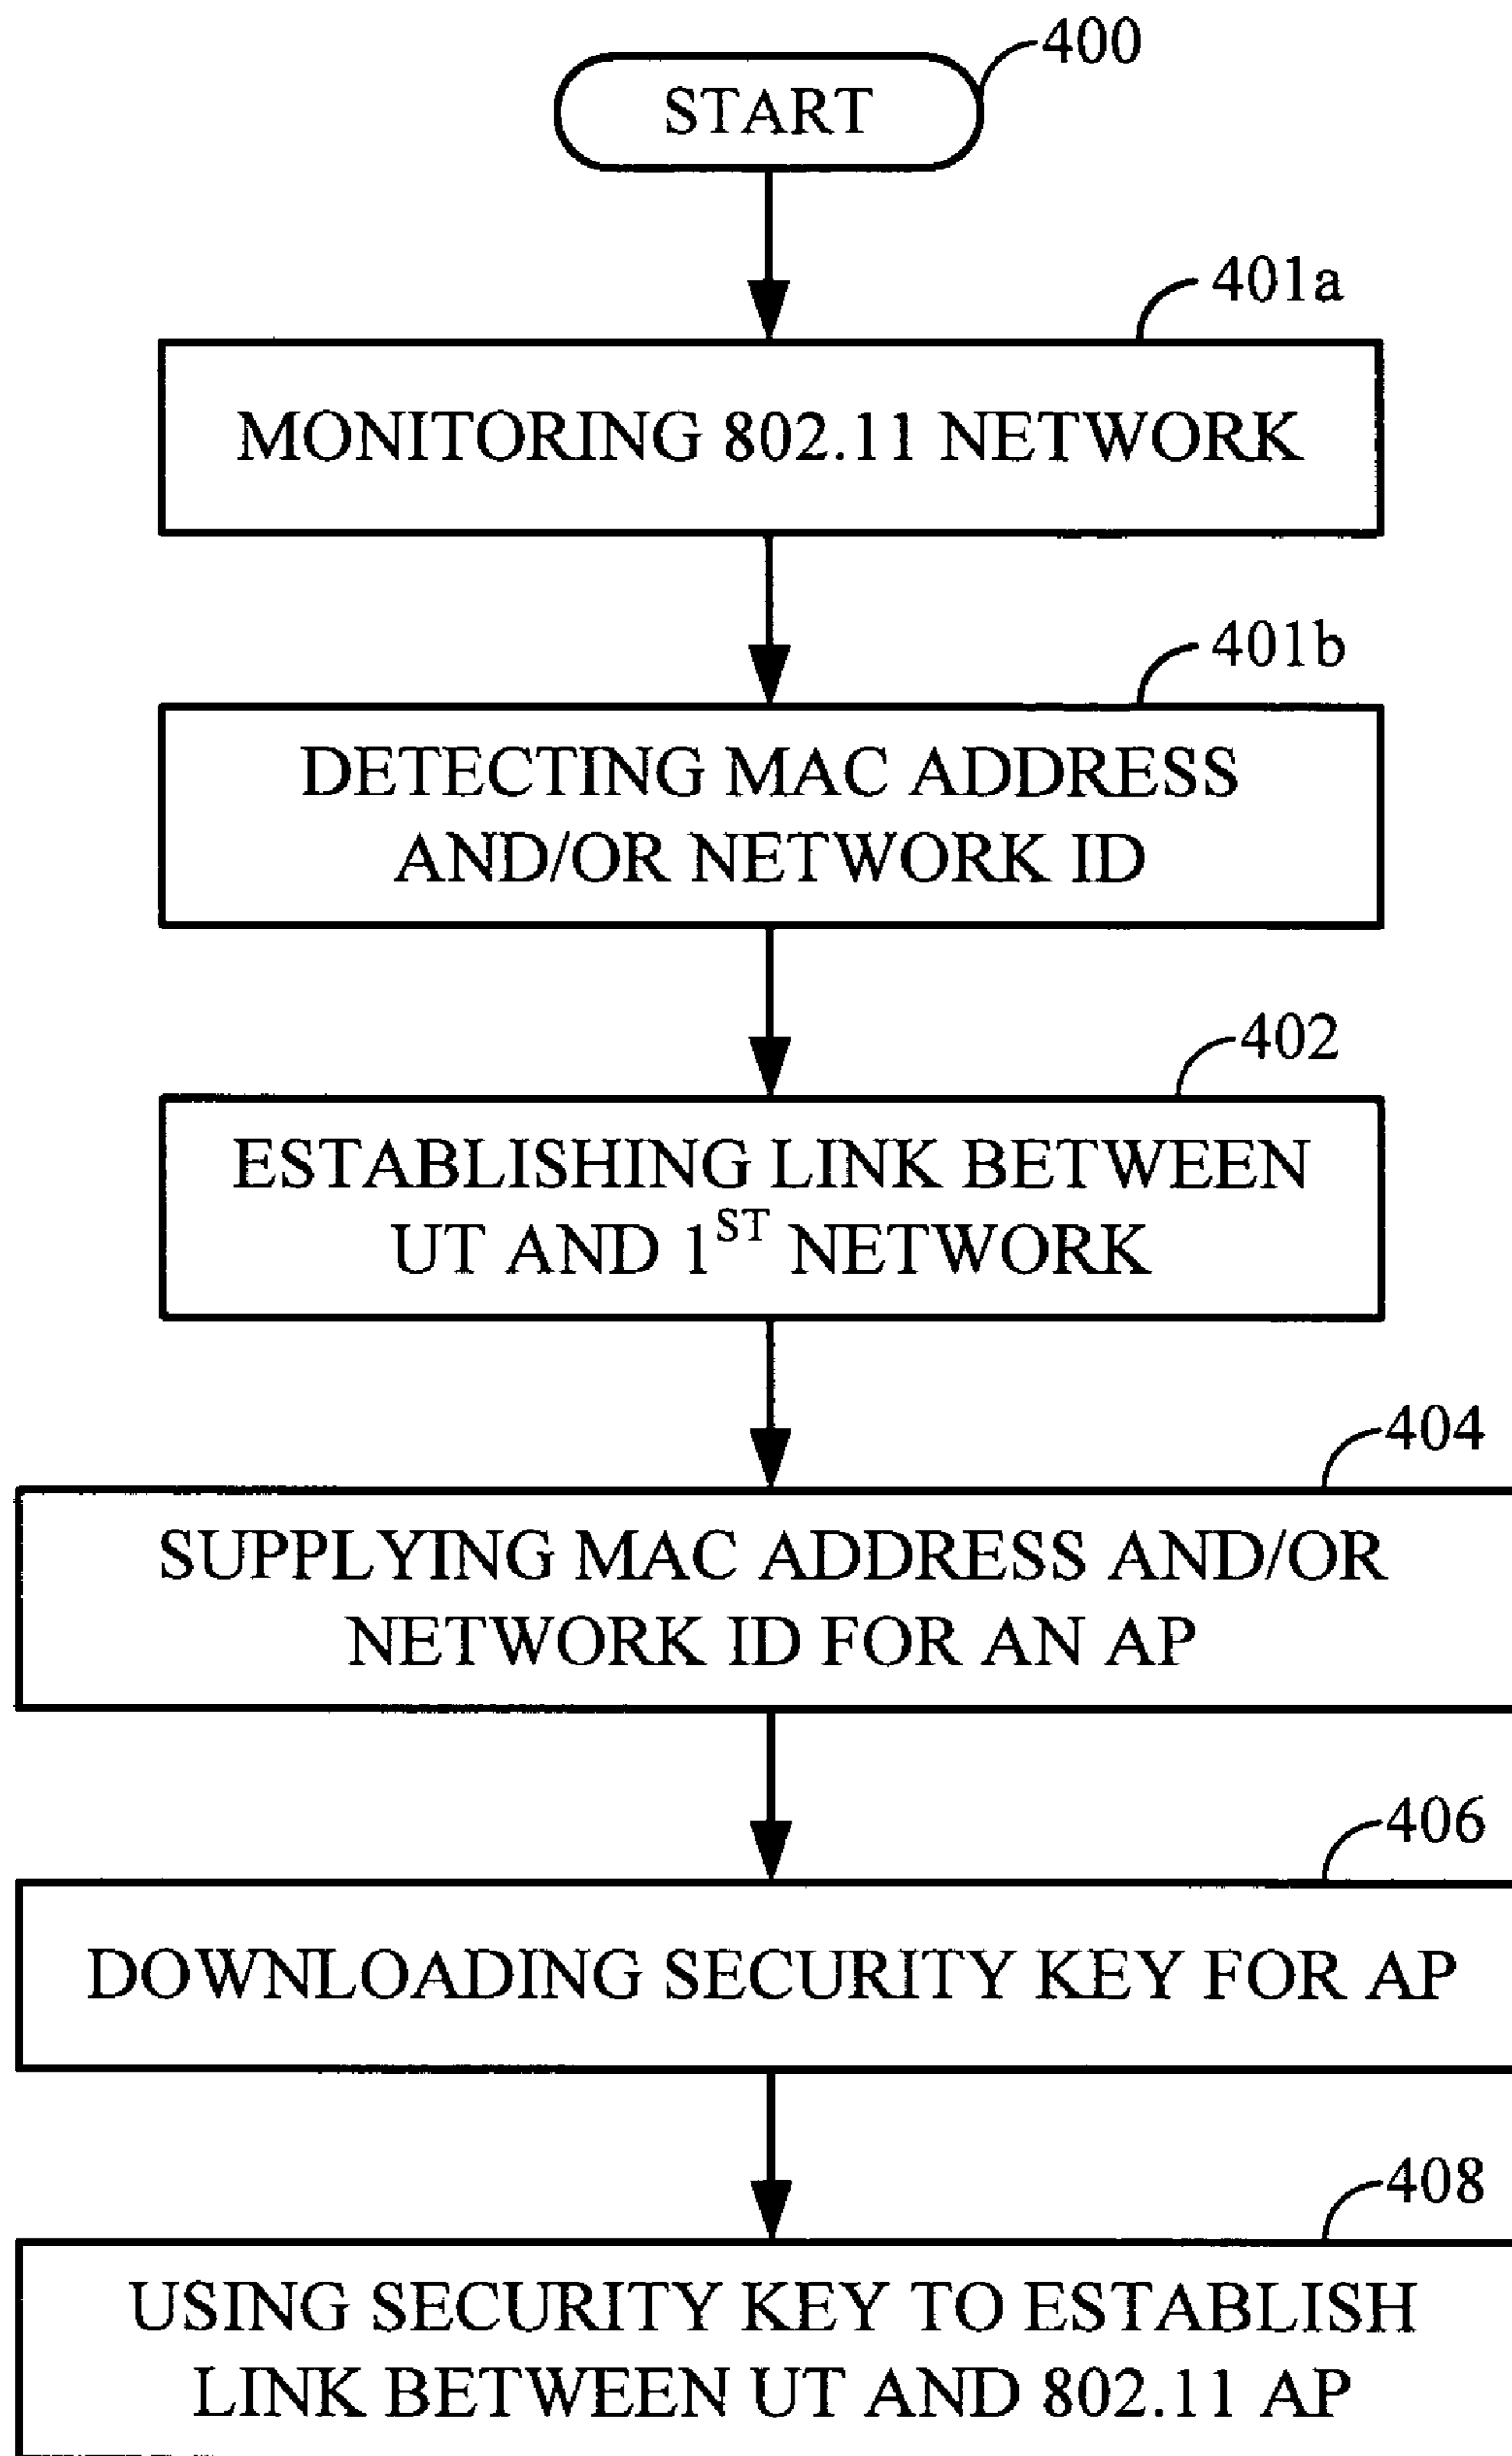 400
START
401a
MONITORING 802.11 NETWORK
401b
DETECTING MAC ADDRESS
AND/OR NETWORK ID
402
ESTABLISHING LINK BETWEEN
UT AND 1ST NETWORK
404
SUPPLYING MAC ADDRESS AND/OR
NETWORK ID FOR AN AP
406
DOWNLOADING SECURITY KEY FOR AP
408
USING SECURITY KEY TO ESTABLISH
LINK BETWEEN UT AND 802.11 AP